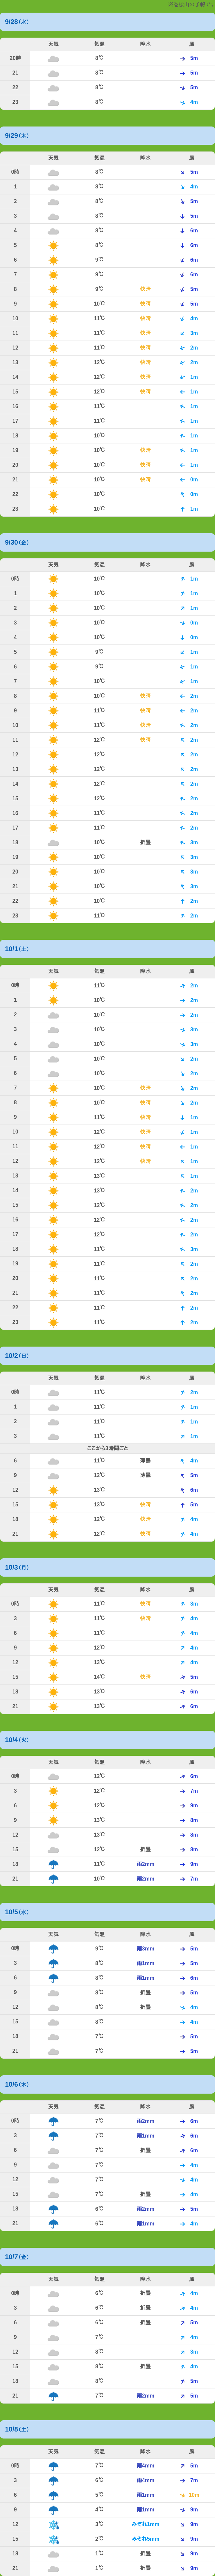 9/28(水)
天気 気温 降水 風
20時 8℃ 5m
21 8℃ 5m
22 8℃ 5m
23 8℃ 4m
9/29(木)
天気 気温 降水 風
0時 8℃ 5m
1 8℃ 4m
2 8℃ 5m
3 8℃ 5m
4 8℃ 6m
5 8℃ 6m
6 9℃ 6m
7 9℃ 6m
8 9℃ 快晴 5m
9 10℃ 快晴 5m
10 11℃ 快晴 4m
11 11℃ 快晴 3m
12 11℃ 快晴 2m
13 12℃ 快晴 2m
14 12℃ 快晴 1m
15 12℃ 快晴 1m
16 11℃ 1m
17 11℃ 1m
18 10℃ 1m
19 10℃ 快晴 1m
20 10℃ 快晴 1m
21 10℃ 快晴 0m
22 10℃ 0m
23 10℃ 1m
9/30(金)
天気 気温 降水 風
0時 10℃ 1m
1 10℃ 1m
2 10℃ 1m
3 10℃ 0m
4 10℃ 0m
5 9℃ 1m
6 9℃ 1m
7 10℃ 1m
8 10℃ 快晴 2m
9 11℃ 快晴 2m
10 11℃ 快晴 2m
11 12℃ 快晴 2m
12 12℃ 2m
13 12℃ 2m
14 12℃ 2m
15 12℃ 2m
16 11℃ 2m
17 11℃ 2m
18 10℃ 折曇 3m
19 10℃ 3m
20 10℃ 3m
21 10℃ 3m
22 10℃ 2m
23 11℃ 2m
10/1(土)
天気 気温 降水 風
0時 11℃ 2m
1 10℃ 2m
2 10℃ 2m
3 10℃ 3m
4 10℃ 3m
5 10℃ 2m
6 10℃ 2m
7 10℃ 快晴 2m
8 10℃ 快晴 2m
9 11℃ 快晴 1m
10 12℃ 快晴 1m
11 12℃ 快晴 1m
12 12℃ 快晴 1m
13 13℃ 1m
14 13℃ 2m
15 12℃ 2m
16 12℃ 2m
17 12℃ 2m
18 11℃ 3m
19 11℃ 2m
20 11℃ 2m
21 11℃ 2m
22 11℃ 2m
23 11℃ 2m
10/2(日)
天気 気温 降水 風
0時 11℃ 2m
1 11℃ 1m
2 11℃ 1m
3 11℃ 1m
ここから3時間ごと
6 11℃ 薄曇 4m
9 12℃ 薄曇 5m
12 13℃ 6m
15 13℃ 快晴 5m
18 12℃ 快晴 4m
21 12℃ 快晴 4m
10/3(月)
天気 気温 降水 風
0時 11℃ 快晴 3m
3 11℃ 快晴 4m
6 11℃ 4m
9 12℃ 4m
12 13℃ 4m
15 14℃ 快晴 5m
18 13℃ 6m
21 13℃ 6m
10/4(火)
天気 気温 降水 風
0時 12℃ 6m
3 12℃ 7m
6 12℃ 9m
9 13℃ 8m
12 13℃ 8m
15 12℃ 折曇 8m
18 11℃ 雨2mm 9m
21 10℃ 雨2mm 7m
10/5(水)
天気 気温 降水 風
0時 9℃ 雨3mm 5m
3 8℃ 雨1mm 5m
6 8℃ 雨1mm 6m
9 8℃ 折曇 5m
12 8℃ 折曇 4m
15 8℃ 4m
18 7℃ 5m
21 7℃ 5m
10/6(木)
天気 気温 降水 風
0時 7℃ 雨2mm 6m
3 7℃ 雨1mm 6m
6 7℃ 折曇 6m
9 7℃ 4m
12 7℃ 4m
15 7℃ 折曇 4m
18 6℃ 雨2mm 5m
21 6℃ 雨1mm 4m
10/7(金)
天気 気温 降水 風
0時 6℃ 折曇 4m
3 6℃ 折曇 4m
6 6℃ 折曇 5m
9 7℃ 4m
12 8℃ 3m
15 8℃ 折曇 4m
18 8℃ 5m
21 7℃ 雨2mm 5m
10/8(土)
天気 気温 降水 風
0時 7℃ 雨4mm 5m
3 6℃ 雨4mm 7m
6 5℃ 雨1mm 10m
9 4℃ 雨1mm 9m
12 3℃ みぞれ1mm 9m
15 2℃ みぞれ5mm 9m
18 1℃ 折曇 9m
21 1℃ 折曇 9m